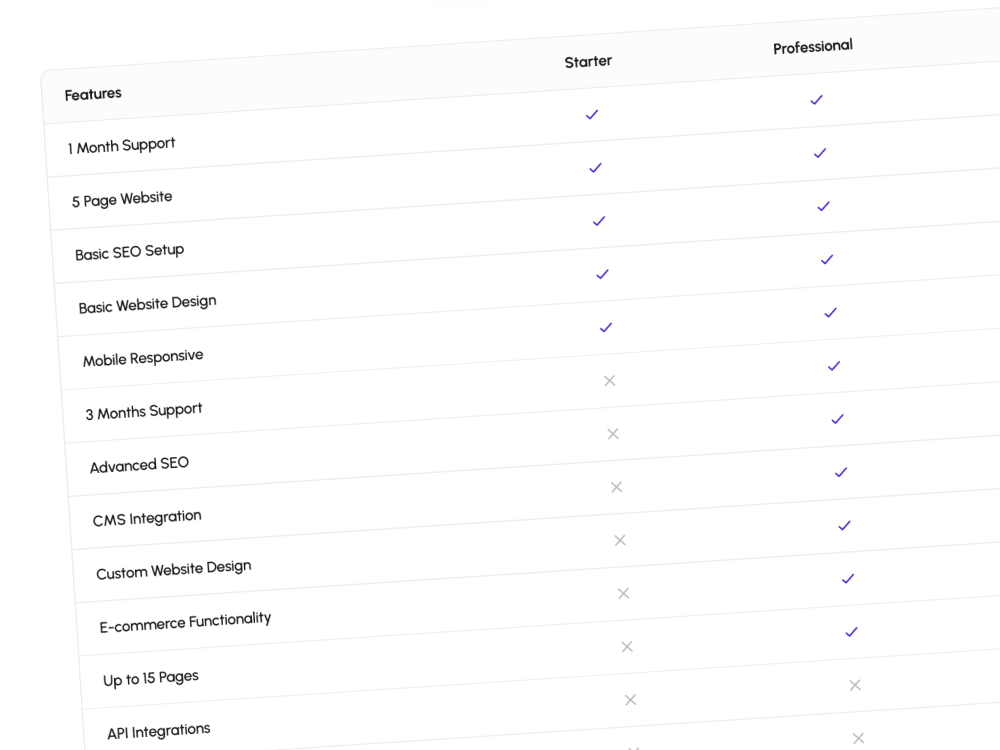 Features Starter Professional
1 Month Support
5 Page Website
Basic SEO Setup
Basic Website Design
Mobile Responsive
3 Months Support
Advanced SEO
CMS Integration
Custom Website Design
E-commerce Functionality
Up to 15 Pages
API Integrations